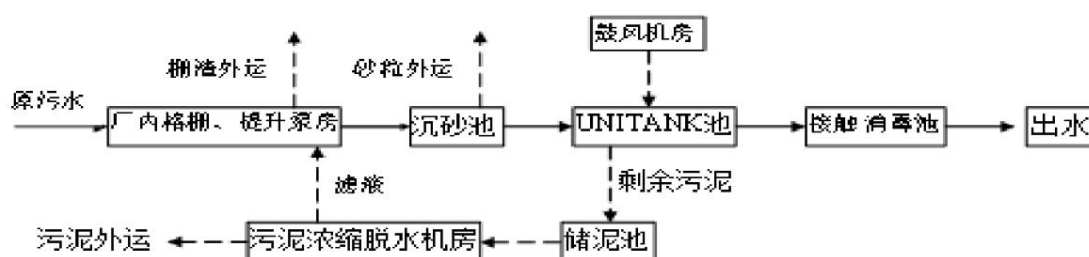 鼓风机房
栅渣外运
砂粒外运
原污水
厂内格栅、提升泵房
沉砂池
UNITANK池
接触消毒池
出水
滤液
剩余污泥
污泥外运
污泥浓缩脱水机房
储泥池